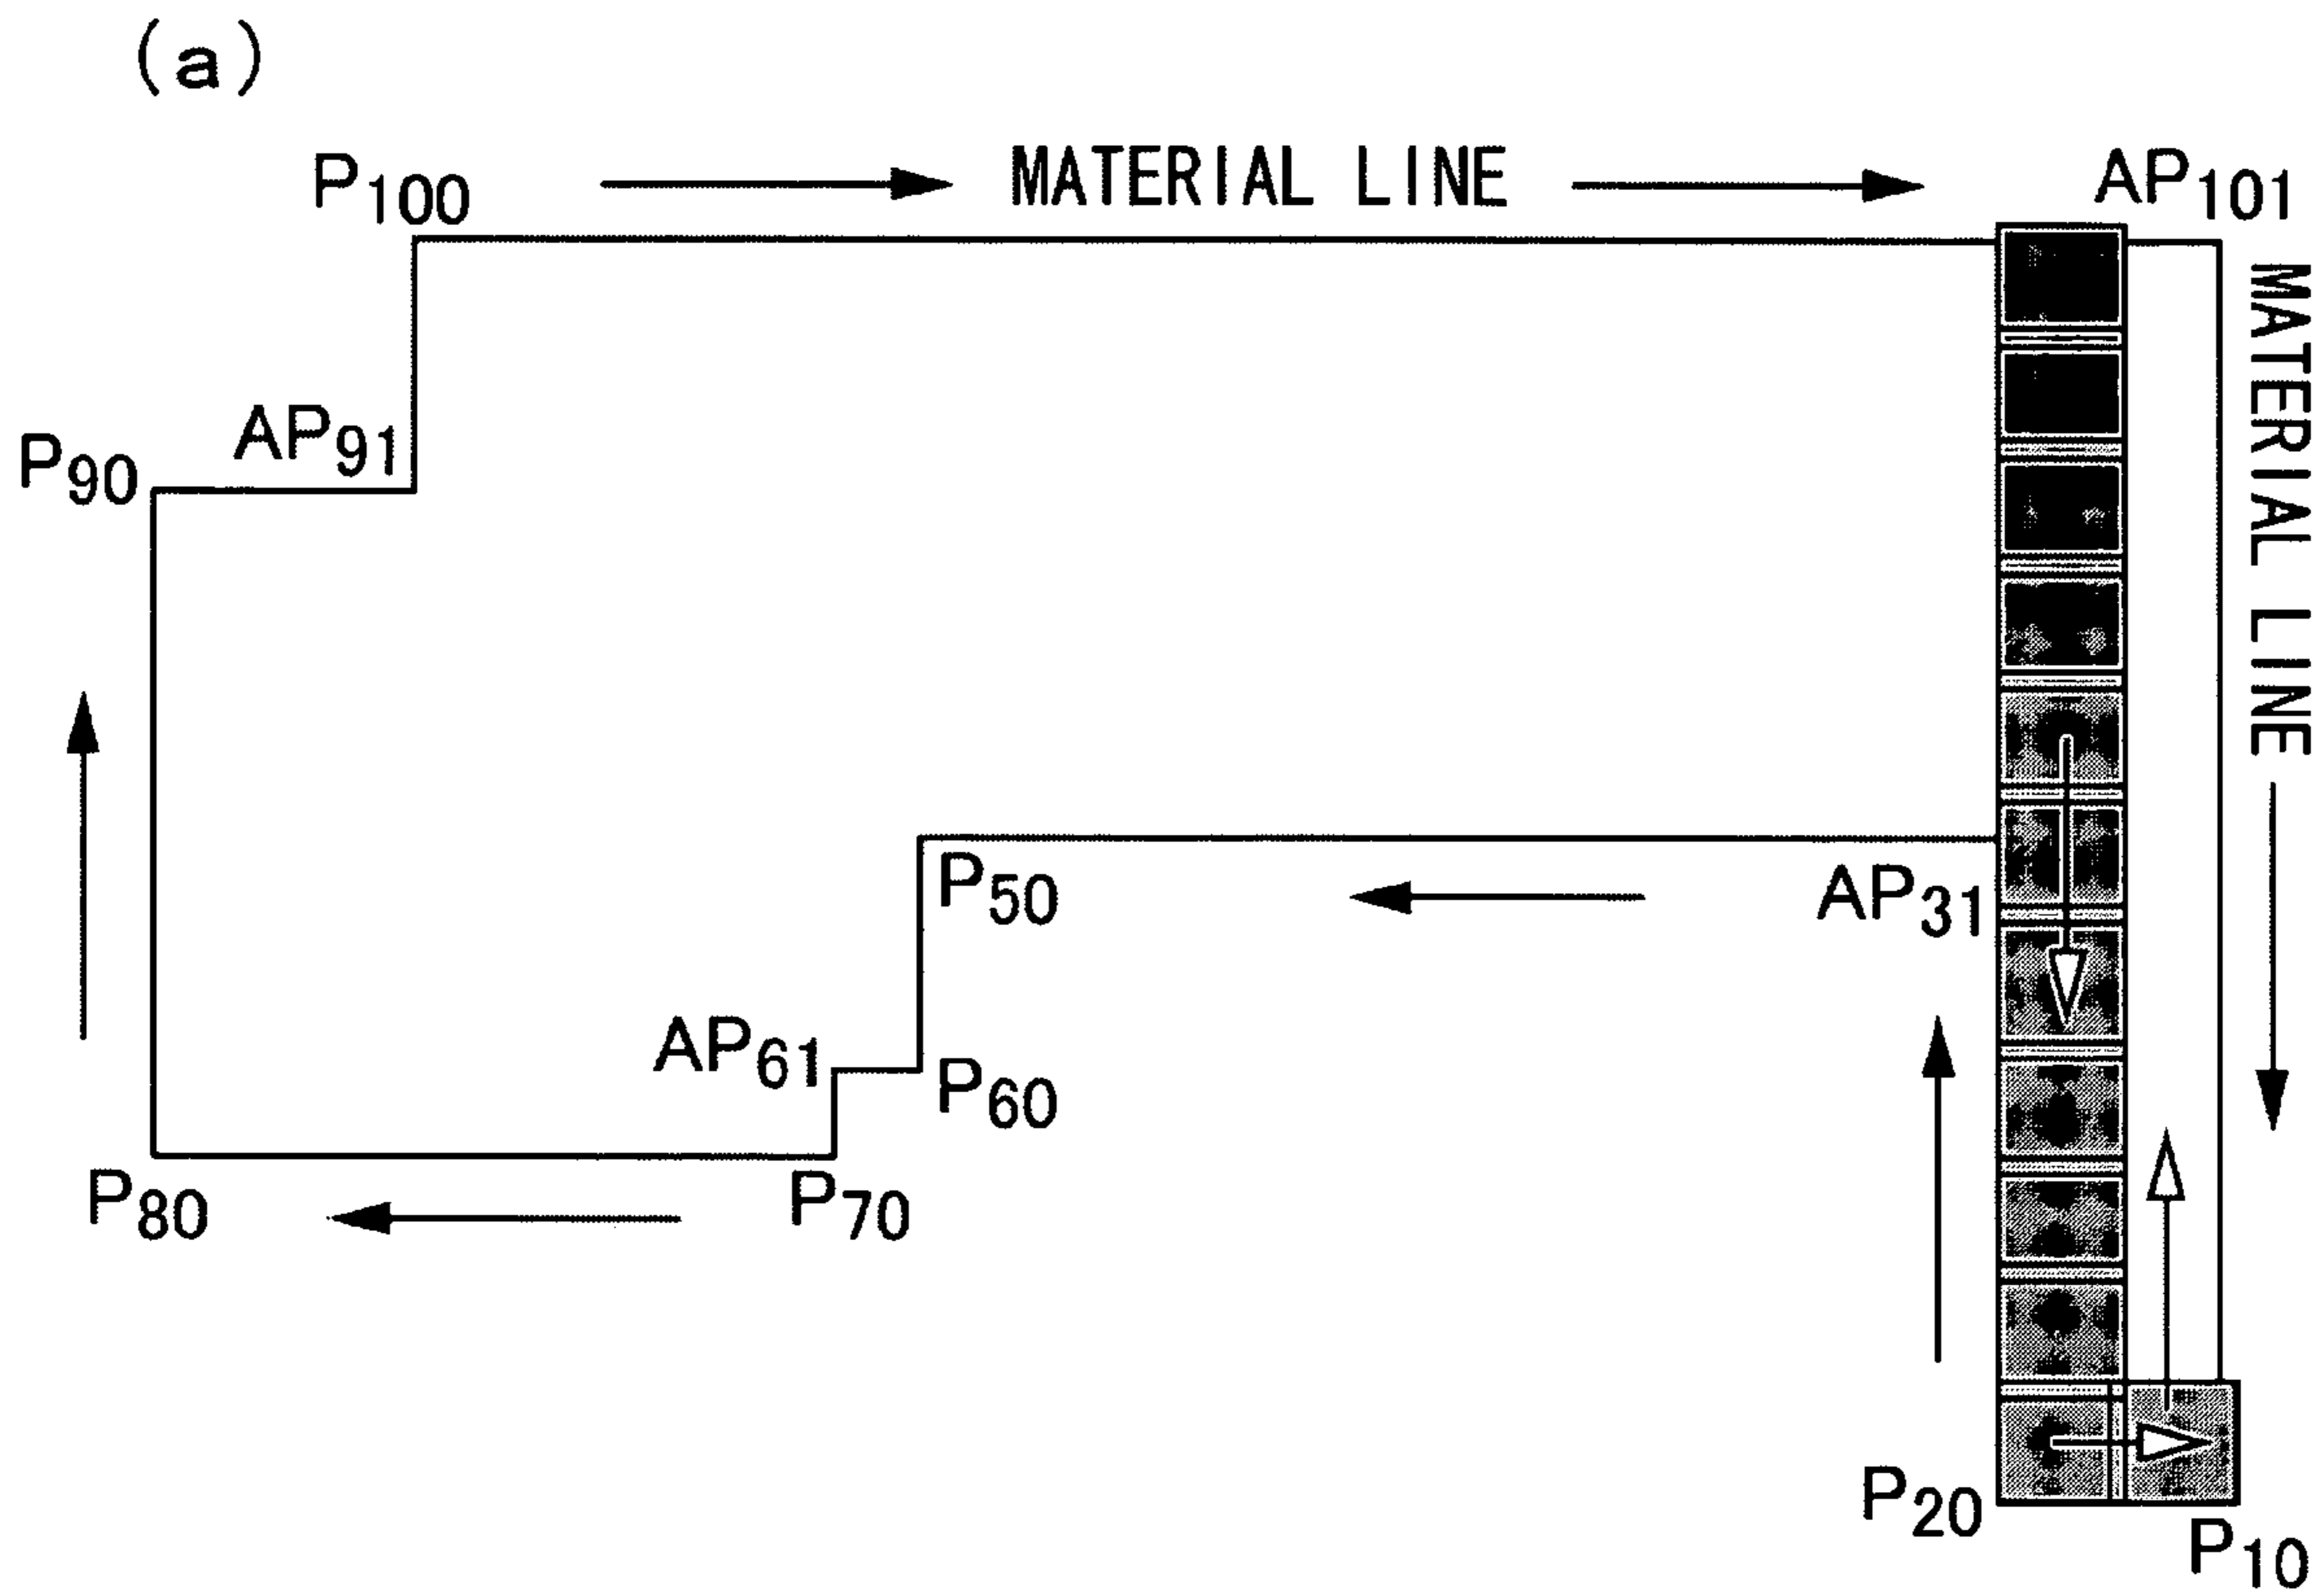 (a)
P100 → MATERIAL LINE → AP101
MATERIAL LINE
AP91
P90
P50
AP31
AP61
P60
P80
P70
P20
P10